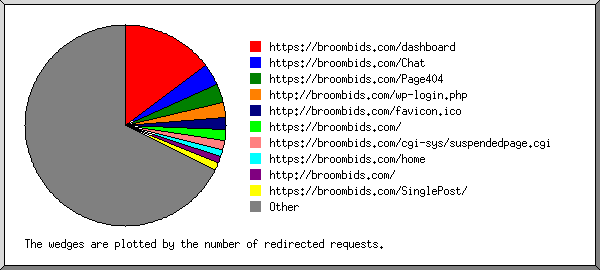 https://broombids.com/dashboard
https://broombids.com/Chat
https://broombids.com/Page404
http://broombids.com/wp-login.php
http://broombids.com/favicon.ico
https://broombids.com/
https://broombids.com/cgi-sys/suspendedpage.cgi
https://broombids.com/home
http://broombids.com/
https://broombids.com/SinglePost/
Other
The wedges are plotted by the number of redirected requests.